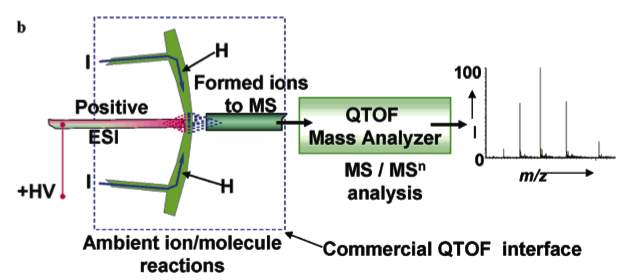 b
I
H
Formed ions
to MS
Positive
ESI
+HV
I
H
QTOF
Mass Analyzer
MS / MSⁿ
analysis
100
I
0
m/z
Ambient ion/molecule
reactions
Commercial QTOF interface